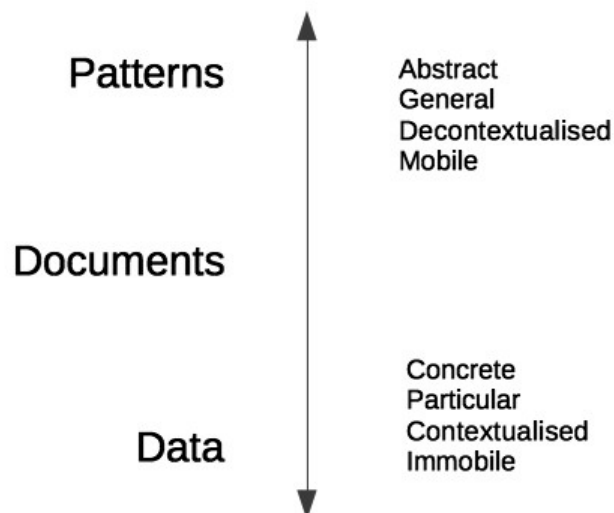 Patterns
Abstract
General
Decontextualised
Mobile
Documents
Concrete
Particular
Contextualised
Immobile
Data